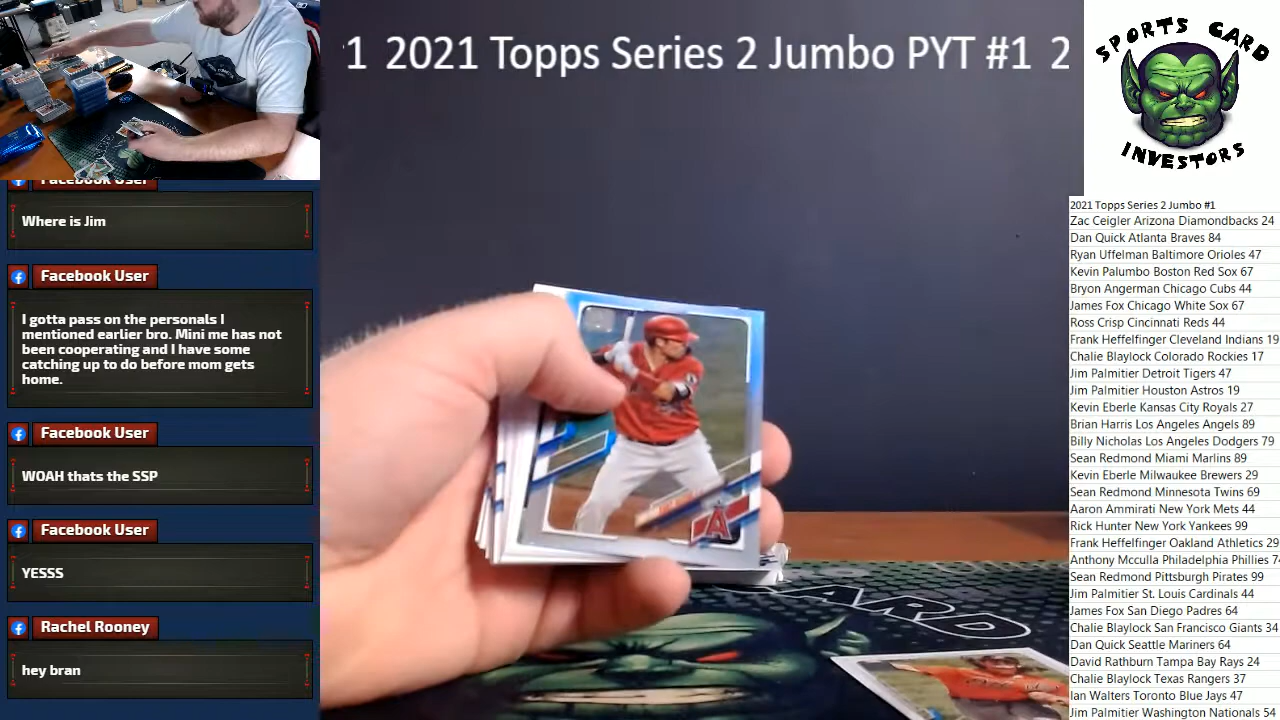 1 2021 Topps Series 2 Jumbo PYT #1 2
SPORTS CARD
INVESTORS
Facebook User
Where is Jim
Facebook User
I gotta pass on the personals I
mentioned earlier bro. Mini me has not
been cooperating and I have some
catching up to do before mom gets
home.
Facebook User
WOAH thats the SSP
Facebook User
YESSS
Rachel Rooney
hey bran
A
CARD
2021 Topps Series 2 Jumbo #1
Zac Ceigler Arizona Diamondbacks 24
Dan Quick Atlanta Braves 84
Ryan Uffelman Baltimore Orioles 47
Kevin Palumbo Boston Red Sox 67
Bryon Angerman Chicago Cubs 44
James Fox Chicago White Sox 67
Ross Crisp Cincinnati Reds 44
Frank Heffelfinger Cleveland Indians 19
Chalie Blaylock Colorado Rockies 17
Jim Palmitier Detroit Tigers 47
Jim Palmitier Houston Astros 19
Kevin Eberle Kansas City Royals 27
Brian Harris Los Angeles Angels 89
Billy Nicholas Los Angeles Dodgers 79
Sean Redmond Miami Marlins 89
Kevin Eberle Milwaukee Brewers 29
Sean Redmond Minnesota Twins 69
Aaron Ammirati New York Mets 44
Rick Hunter New York Yankees 99
Frank Heffelfinger Oakland Athletics 29
Anthony Mcculla Philadelphia Phillies 7
Sean Redmond Pittsburgh Pirates 99
Jim Palmitier St. Louis Cardinals 44
James Fox San Diego Padres 64
Chalie Blaylock San Francisco Giants 34
Dan Quick Seattle Mariners 64
David Rathburn Tampa Bay Rays 24
Chalie Blaylock Texas Rangers 37
Ian Walters Toronto Blue Jays 47
Jim Palmitier Washington Nationals 54